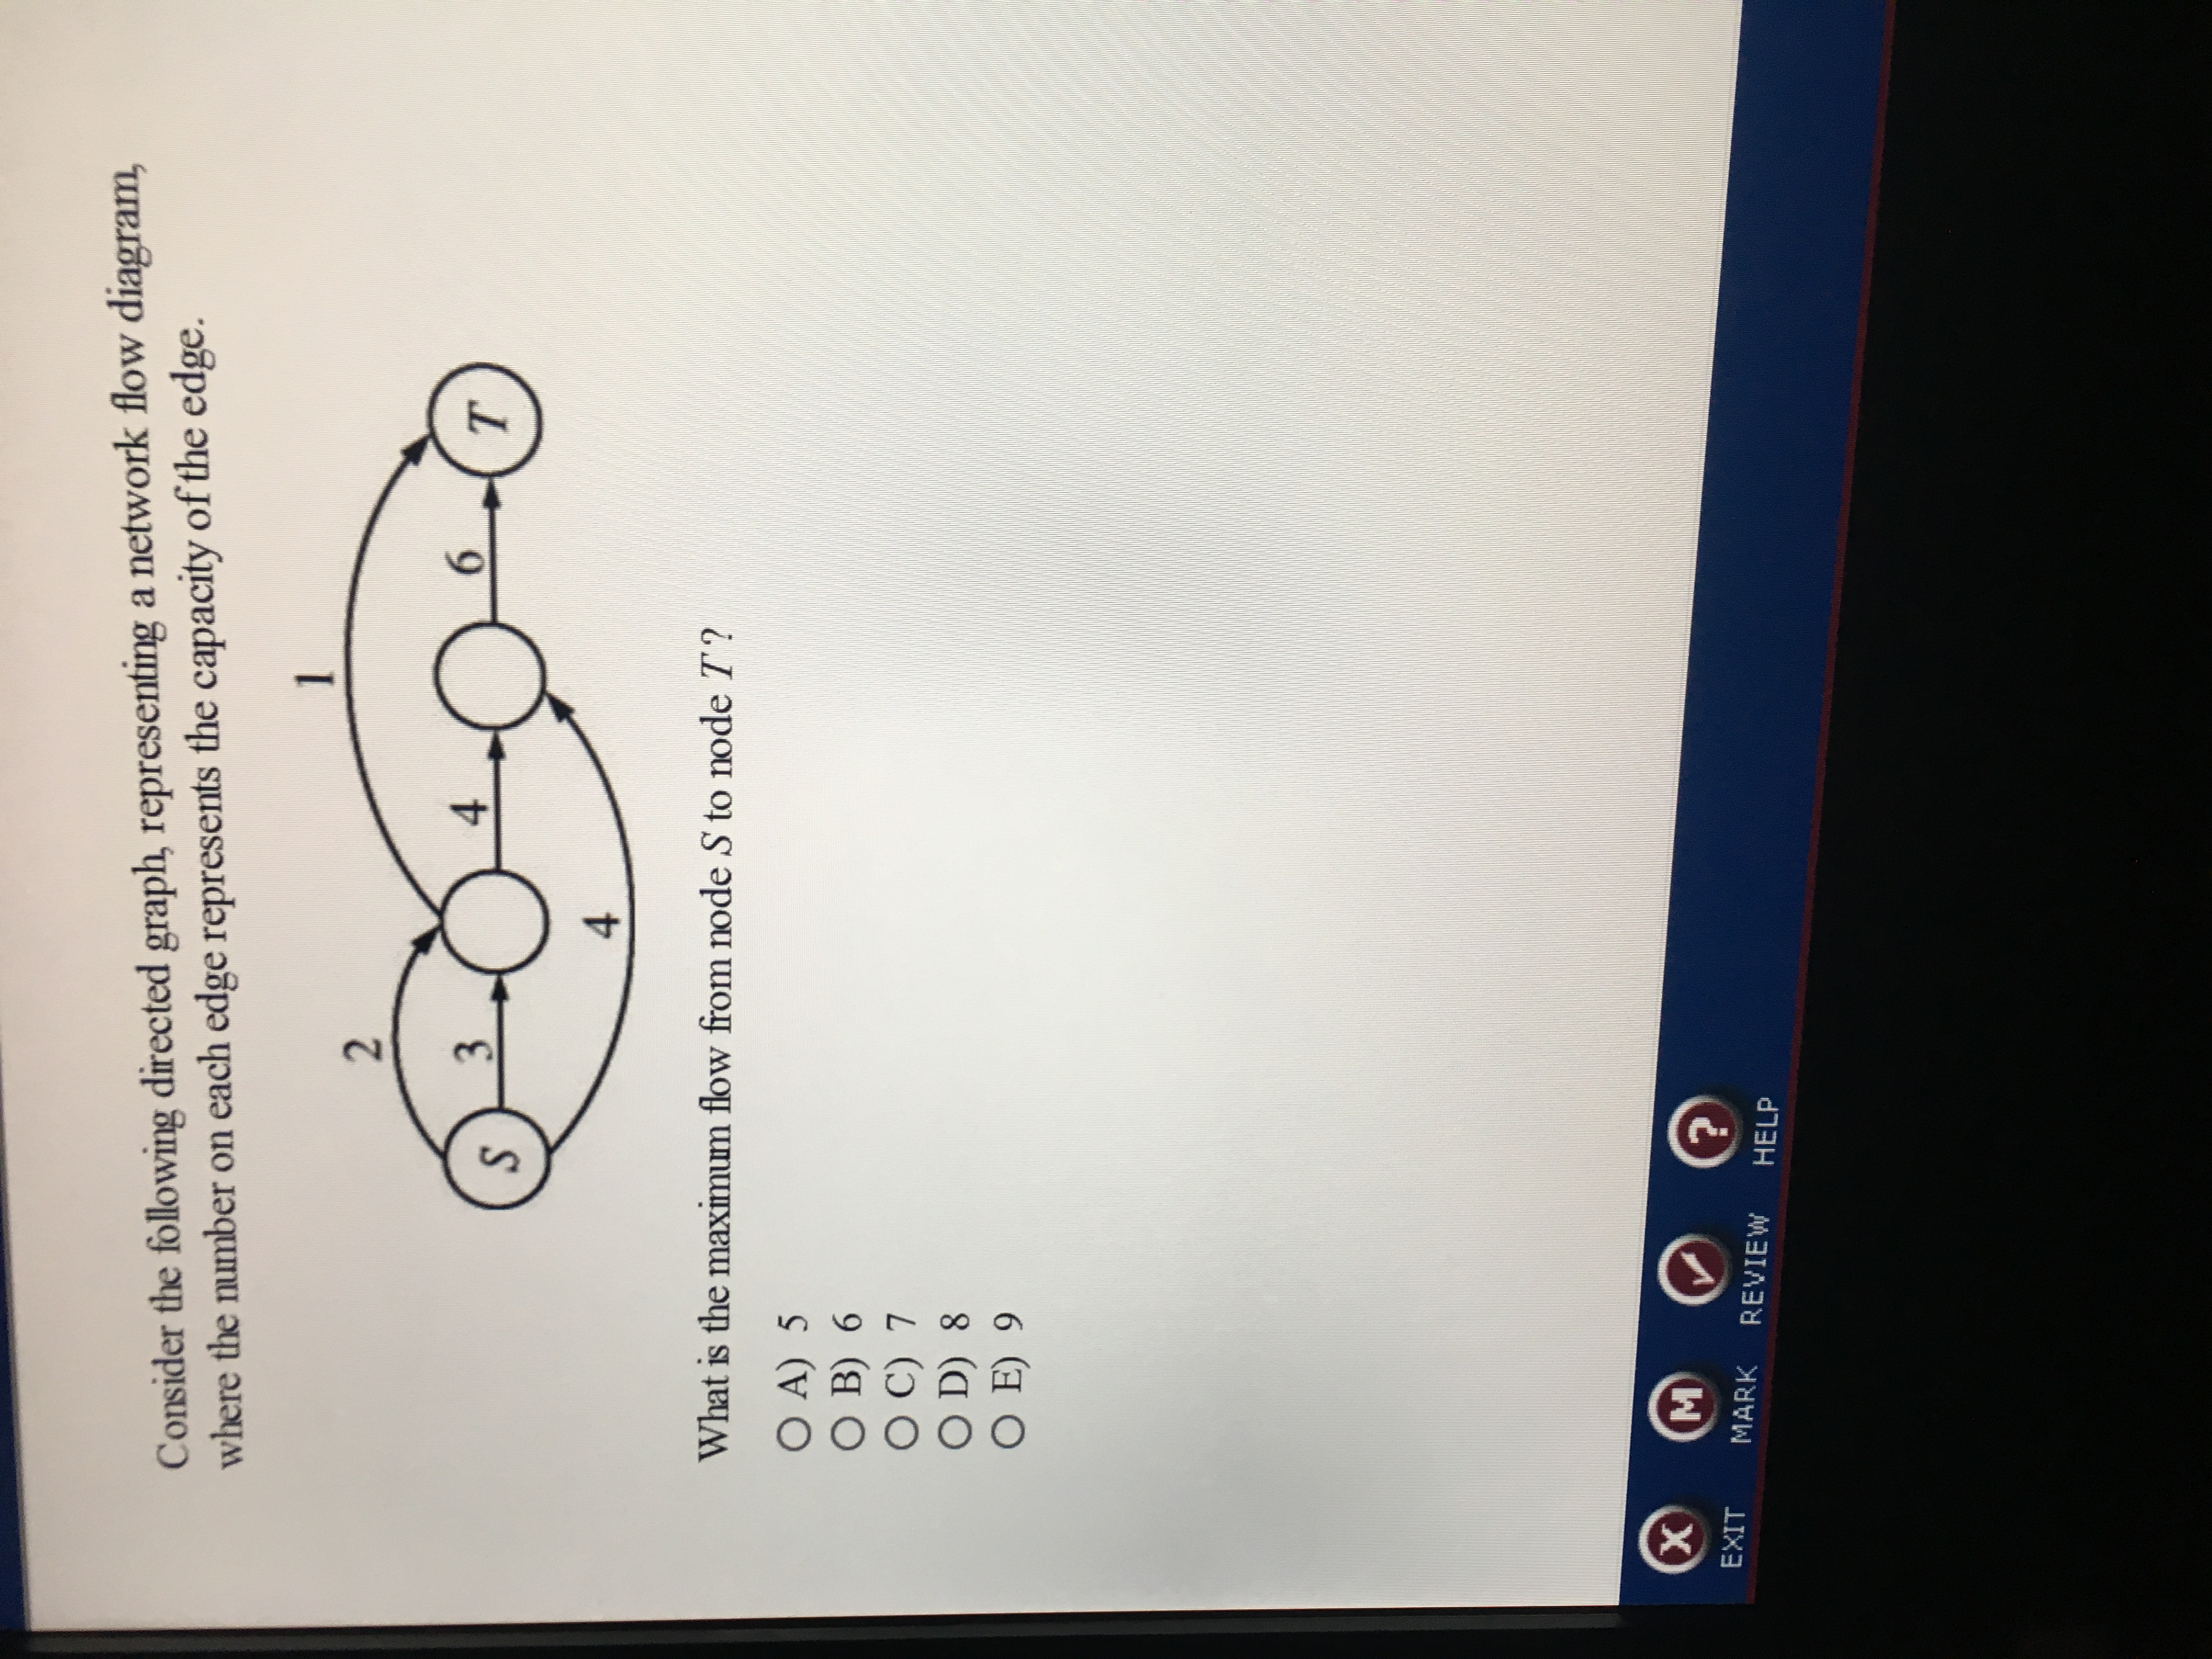 Consider the following directed graph, representing a network flow diagram,
where the number on each edge represents the capacity of the edge.
1
2
S
3
4
6
T
4
What is the maximum flow from node S to node T?
A) 5
B) 6
C) 7
D) 8
E) 9
X
EXIT
M
MARK
REVIEW
?
HELP